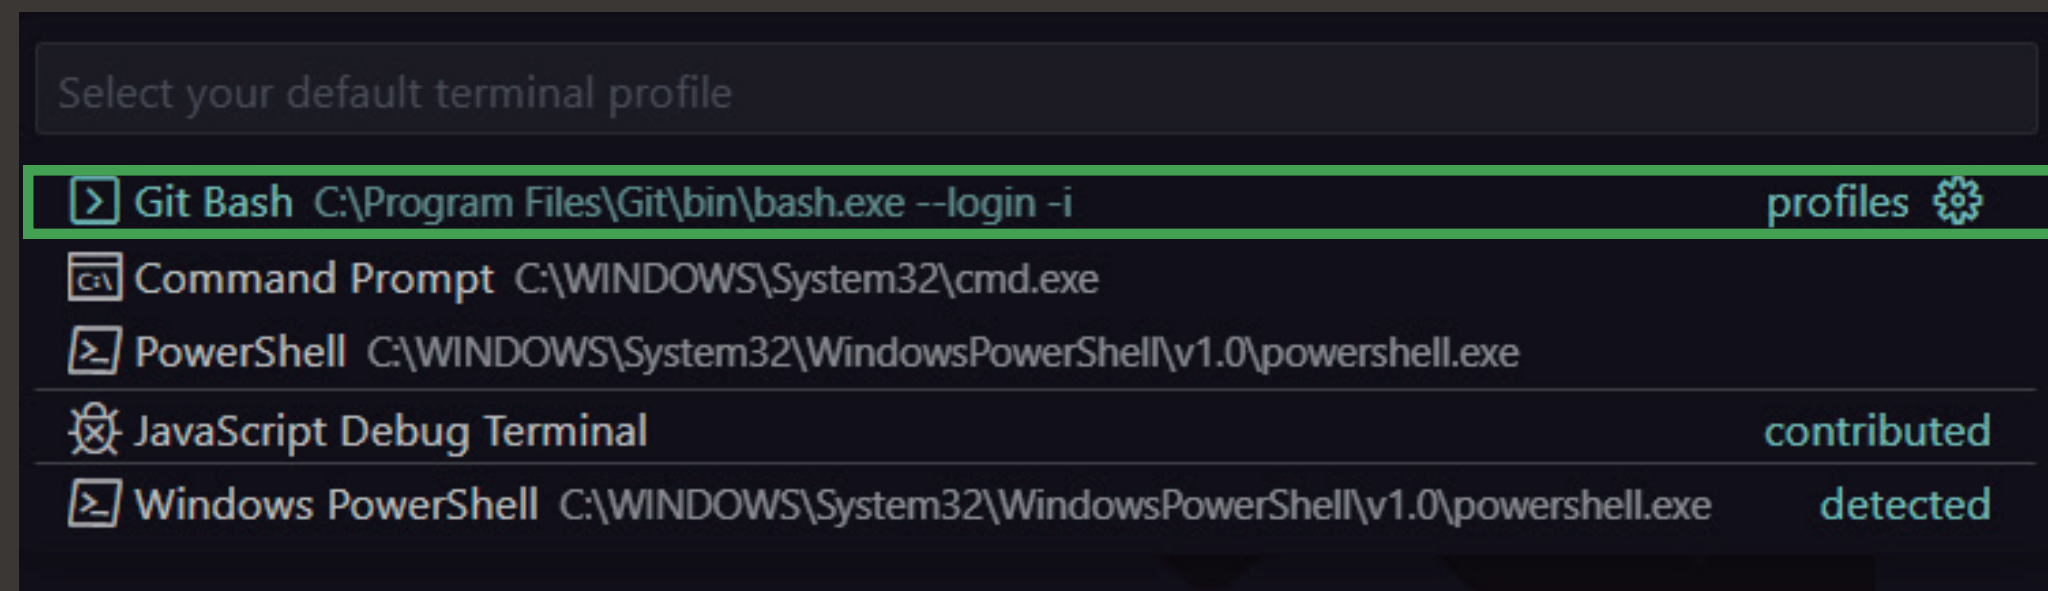 Select your default terminal profile
Git Bash C:\Program Files\Git\bin\bash.exe --login -i profiles
C:\ Command Prompt C:\WINDOWS\System32\cmd.exe
PowerShell C:\WINDOWS\System32\WindowsPowerShell\v1.0\powershell.exe
JavaScript Debug Terminal contributed
Windows PowerShell C:\WINDOWS\System32\WindowsPowerShell\v1.0\powershell.exe detected